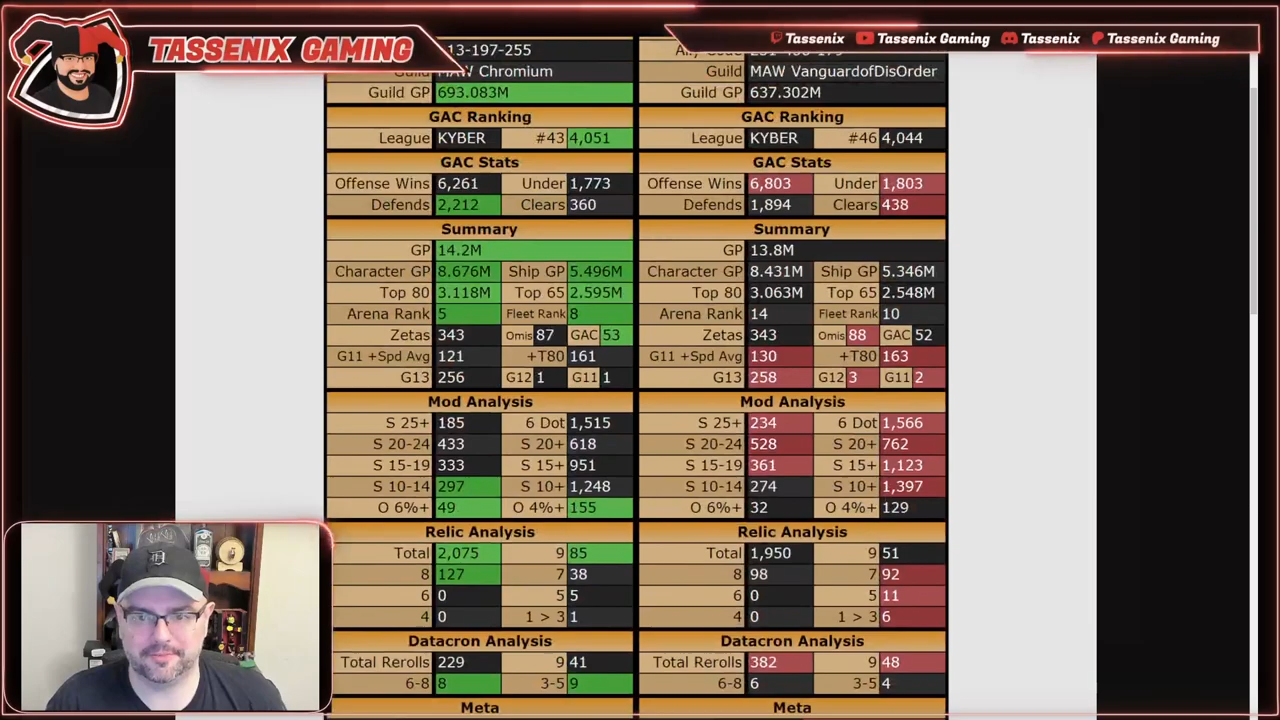 TASSENIX GAMING
Tassenix Tassenix Gaming Tassenix Tassenix Gaming
13-197-255
Guild MAW Chromium
Guild GP 693.083M
GAC Ranking
League KYBER #43 4,051
GAC Stats
Offense Wins 6,261 Under 1,773
Defends 2,212 Clears 360
Summary
GP 14.2M
Character GP 8.676M Ship GP 5.496M
Top 80 3.118M Top 65 2.595M
Arena Rank 5 Fleet Rank 8
Zetas 343 Omis 87 GAC 53
G11 +Spd Avg 121 +T80 161
G13 256 G12 1 G11 1
Mod Analysis
S 25+ 185 6 Dot 1,515
S 20-24 433 S 20+ 618
S 15-19 333 S 15+ 951
S 10-14 297 S 10+ 1,248
O 6%+ 49 O 4%+ 155
Relic Analysis
Total 2,075 9 85
8 127 7 38
6 0 5 5
4 0 1 > 3 1
Datacron Analysis
Total Rerolls 229 9 41
6-8 8 3-5 9
Meta
Guild MAW VanguardofDisOrder
Guild GP 637.302M
GAC Ranking
League KYBER #46 4,044
GAC Stats
Offense Wins 6,803 Under 1,803
Defends 1,894 Clears 438
Summary
GP 13.8M
Character GP 8.431M Ship GP 5.346M
Top 80 3.063M Top 65 2.548M
Arena Rank 14 Fleet Rank 10
Zetas 343 Omis 88 GAC 52
G11 +Spd Avg 130 +T80 163
G13 258 G12 3 G11 2
Mod Analysis
S 25+ 234 6 Dot 1,566
S 20-24 528 S 20+ 762
S 15-19 361 S 15+ 1,123
S 10-14 274 S 10+ 1,397
O 6%+ 32 O 4%+ 129
Relic Analysis
Total 1,950 9 51
8 98 7 92
6 0 5 11
4 0 1 > 3 6
Datacron Analysis
Total Rerolls 382 9 48
6-8 6 3-5 4
Meta